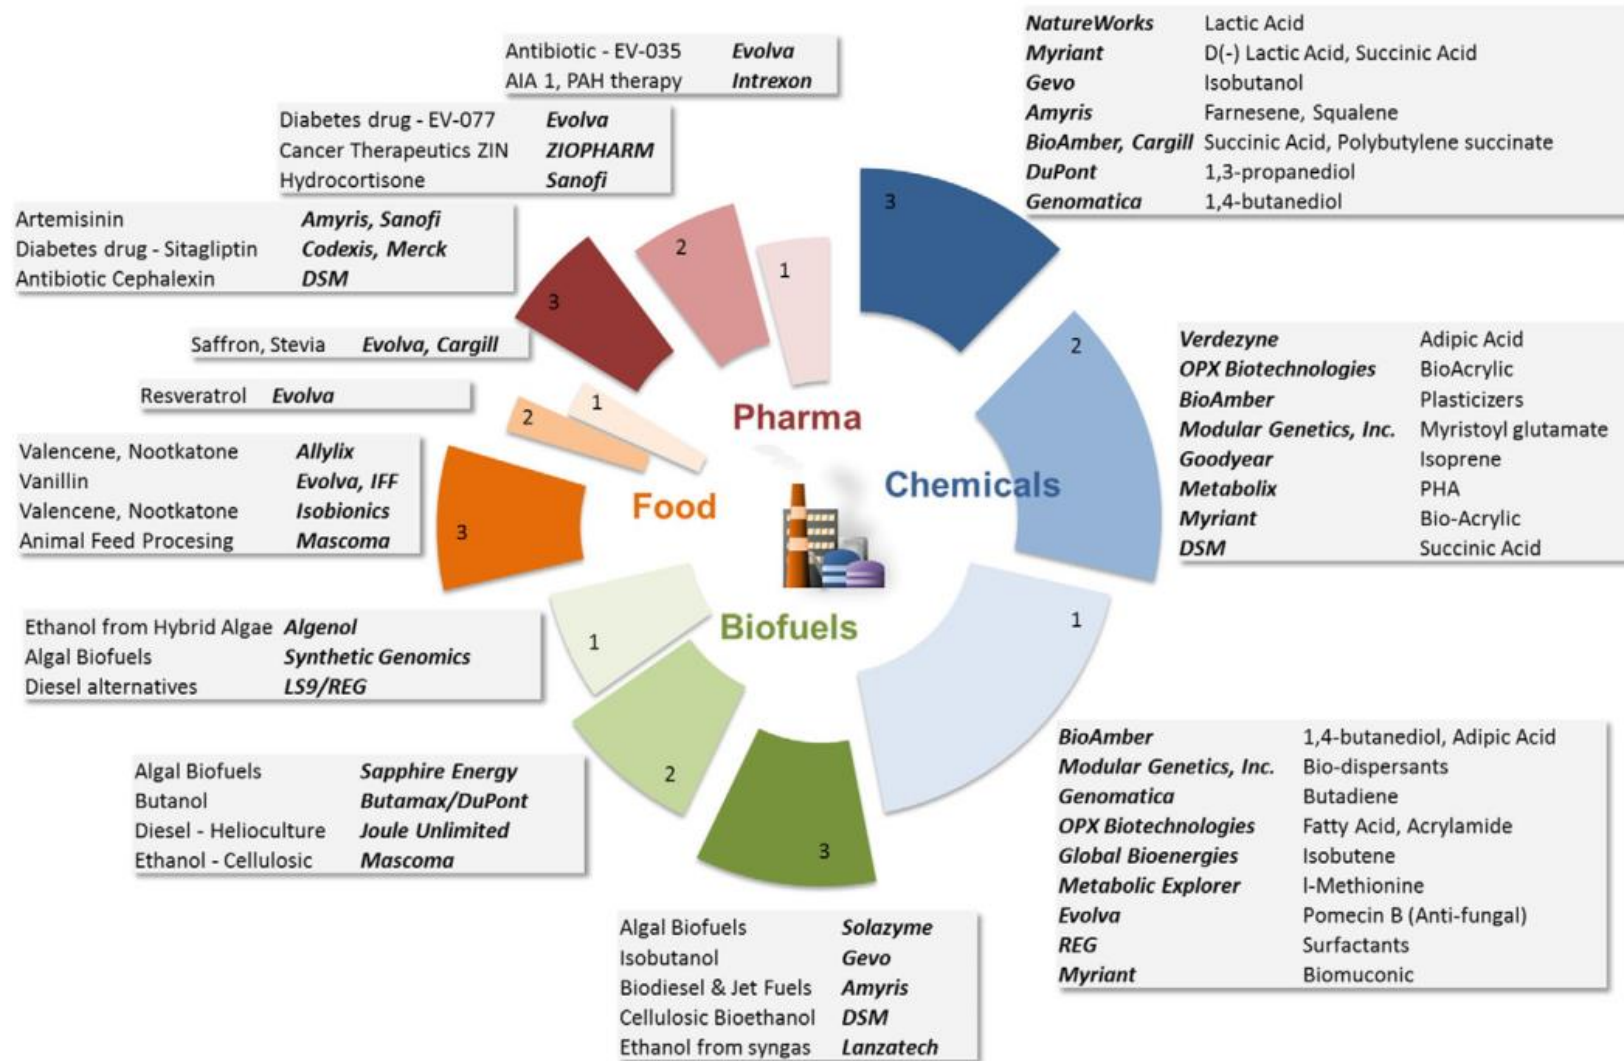 Antibiotic - EV-035 Evolva
AIA 1, PAH therapy Intrexon
Diabetes drug - EV-077 Evolva
Cancer Therapeutics ZIN ZIOPHARM
Hydrocortisone Sanofi
Artemisinin Amyris, Sanofi
Diabetes drug - Sitagliptin Codexis, Merck
Antibiotic Cephalexin DSM
Saffron, Stevia Evolva, Cargill
Resveratrol Evolva
Valencene, Nootkatone Allylix
Vanillin Evolva, IFF
Valencene, Nootkatone Isobionics
Animal Feed Procesing Mascoma
Ethanol from Hybrid Algae Algenol
Algal Biofuels Synthetic Genomics
Diesel alternatives LS9/REG
Algal Biofuels Sapphire Energy
Butanol Butamax/DuPont
Diesel - Helioculture Joule Unlimited
Ethanol - Cellulosic Mascoma
Algal Biofuels Solazyme
Isobutanol Gevo
Biodiesel & Jet Fuels Amyris
Cellulosic Bioethanol DSM
Ethanol from syngas Lanzatech
3
2
1
Pharma
1
2
3
Food
1
2
3
Biofuels
3
2
1
Chemicals
NatureWorks Lactic Acid
Myriant D(-) Lactic Acid, Succinic Acid
Gevo Isobutanol
Amyris Farnesene, Squalene
BioAmber, Cargill Succinic Acid, Polybutylene succinate
DuPont 1,3-propanediol
Genomatica 1,4-butanediol
Verdezyne Adipic Acid
OPX Biotechnologies BioAcrylic
BioAmber Plasticizers
Modular Genetics, Inc. Myristoyl glutamate
Goodyear Isoprene
Metabolix PHA
Myriant Bio-Acrylic
DSM Succinic Acid
BioAmber 1,4-butanediol, Adipic Acid
Modular Genetics, Inc. Bio-dispersants
Genomatica Butadiene
OPX Biotechnologies Fatty Acid, Acrylamide
Global Bioenergies Isobutene
Metabolic Explorer l-Methionine
Evolva Pomecin B (Anti-fungal)
REG Surfactants
Myriant Biomuconic